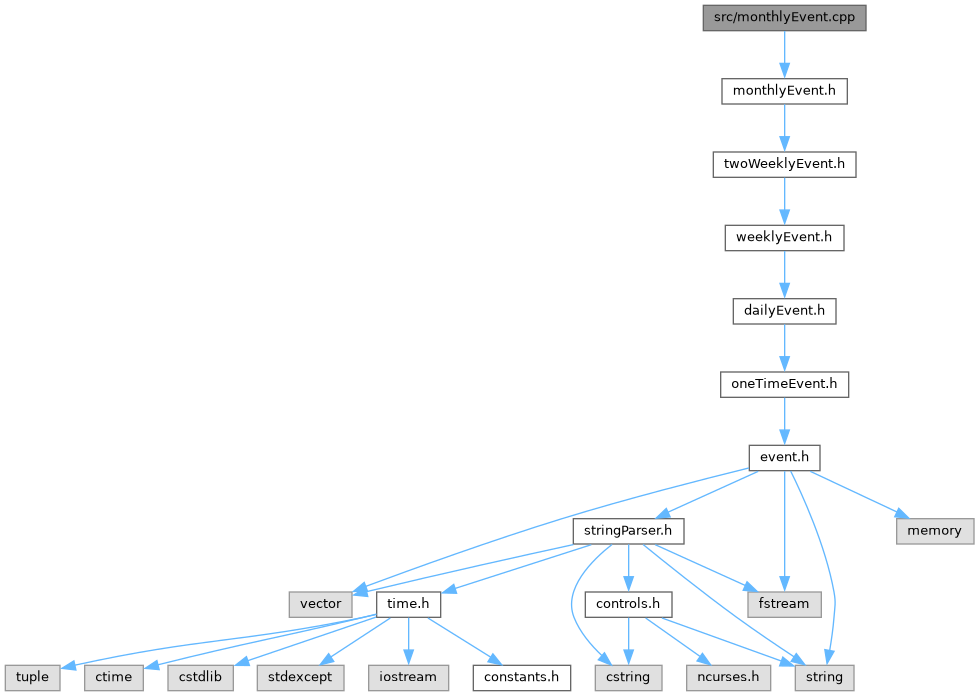 src/monthlyEvent.cpp
monthlyEvent.h
twoWeeklyEvent.h
weeklyEvent.h
dailyEvent.h
oneTimeEvent.h
event.h
stringParser.h
memory
vector
time.h
controls.h
fstream
tuple
ctime
cstdlib
stdexcept
iostream
constants.h
cstring
ncurses.h
string